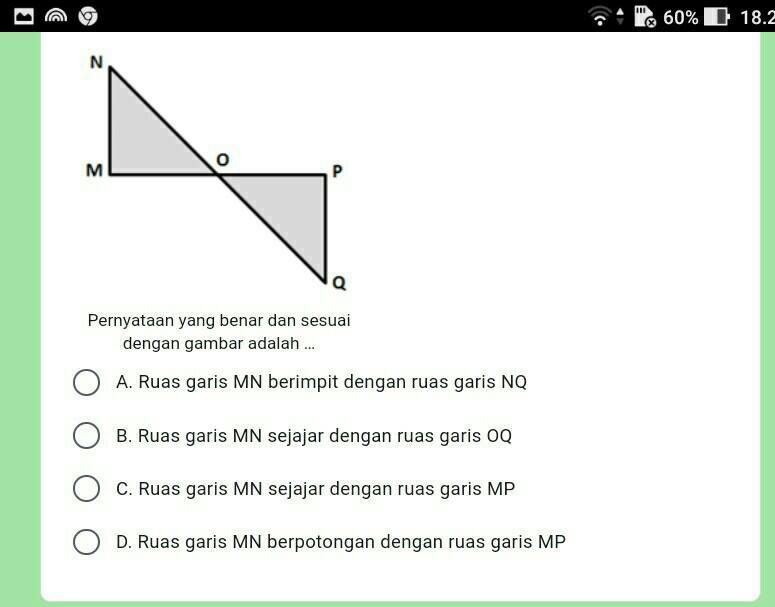 60% 18.2
N
O
M
P
Q
Pernyataan yang benar dan sesuai
dengan gambar adalah ...
A. Ruas garis MN berimpit dengan ruas garis NQ
B. Ruas garis MN sejajar dengan ruas garis OQ
C. Ruas garis MN sejajar dengan ruas garis MP
D. Ruas garis MN berpotongan dengan ruas garis MP